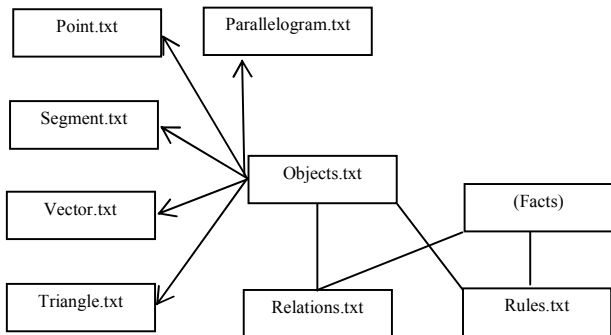 Point.txt
Parallelogram.txt
Segment.txt
Objects.txt
Vector.txt
(Facts)
Triangle.txt
Relations.txt
Rules.txt